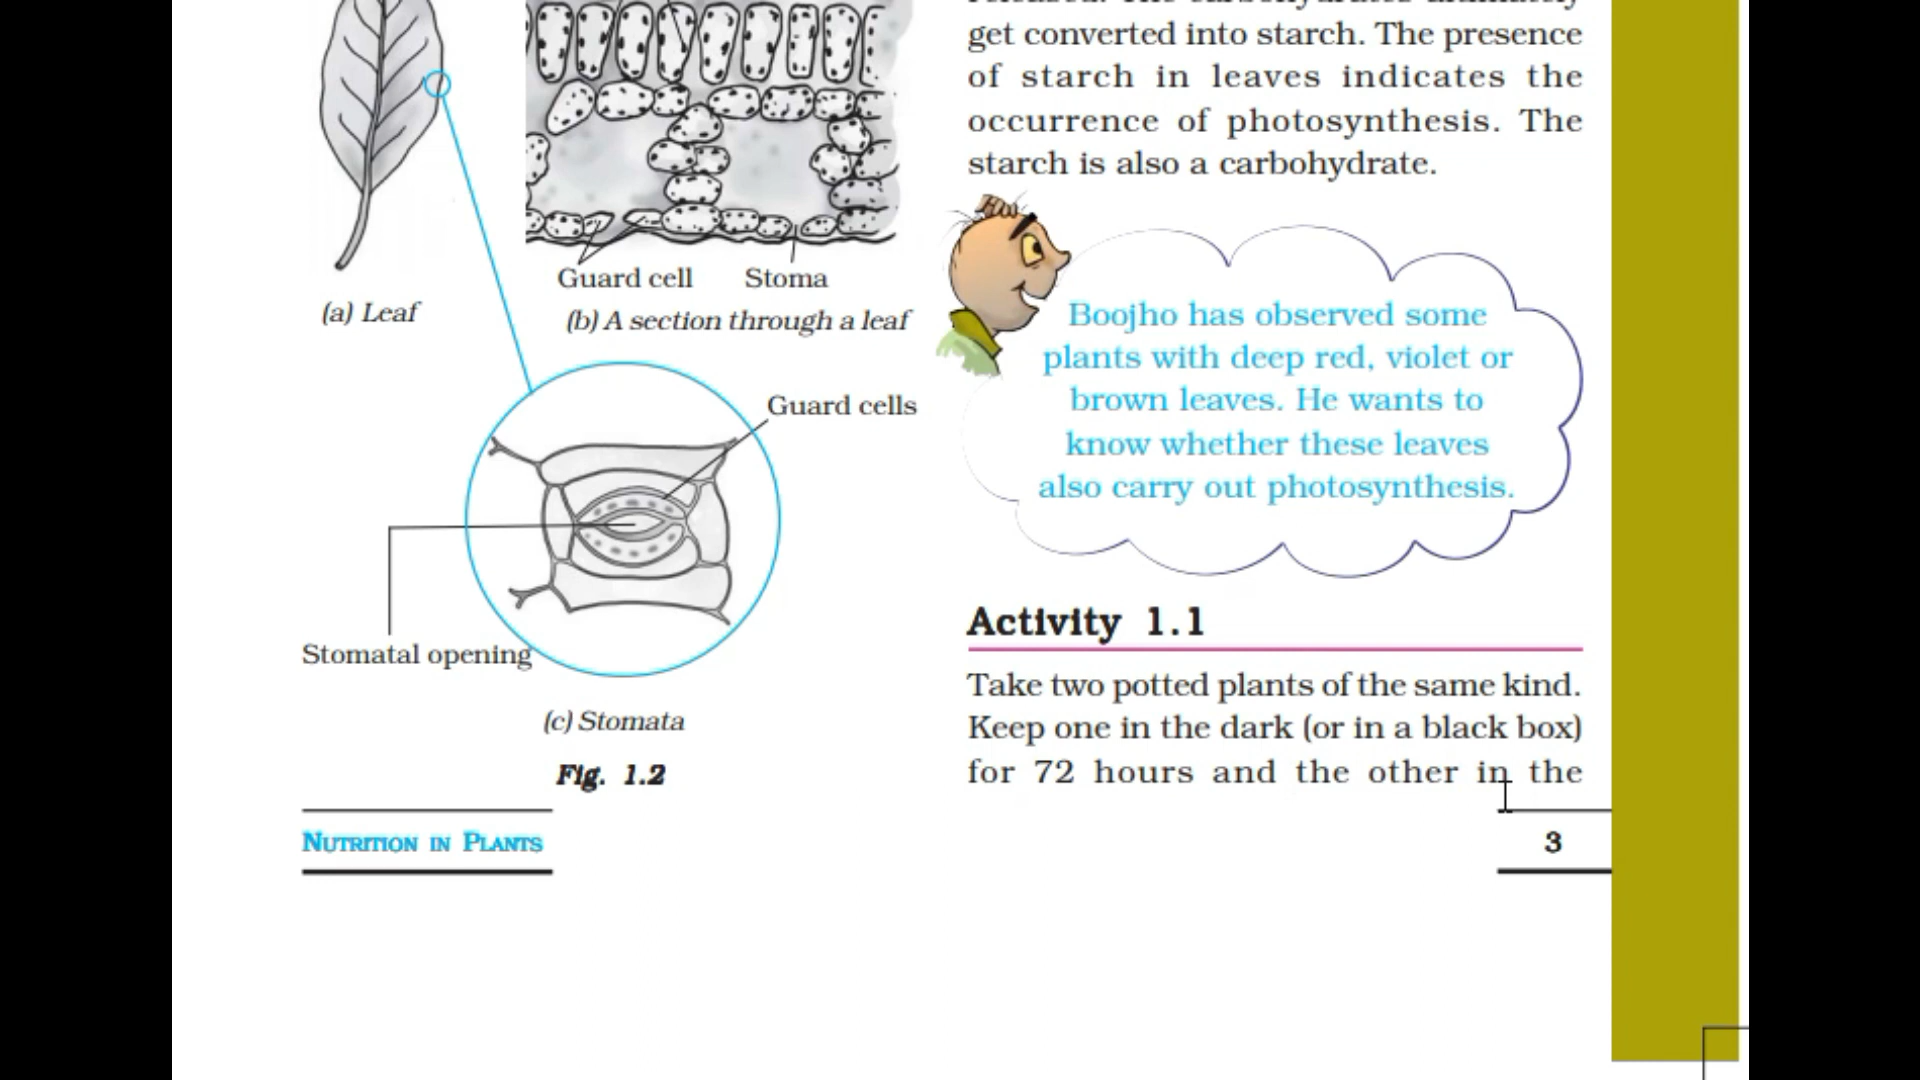 Guard cell
Stoma
(a) Leaf
(b) A section through a leaf
Guard cells
Stomatal opening
(c) Stomata
Fig. 1.2
NUTRITION IN PLANTS
get converted into starch. The presence
of starch in leaves indicates the
occurrence of photosynthesis. The
starch is also a carbohydrate.
Boojho has observed some
plants with deep red, violet or
brown leaves. He wants to
know whether these leaves
also carry out photosynthesis.
Activity 1.1
Take two potted plants of the same kind.
Keep one in the dark (or in a black box)
for 72 hours and the other in the
3